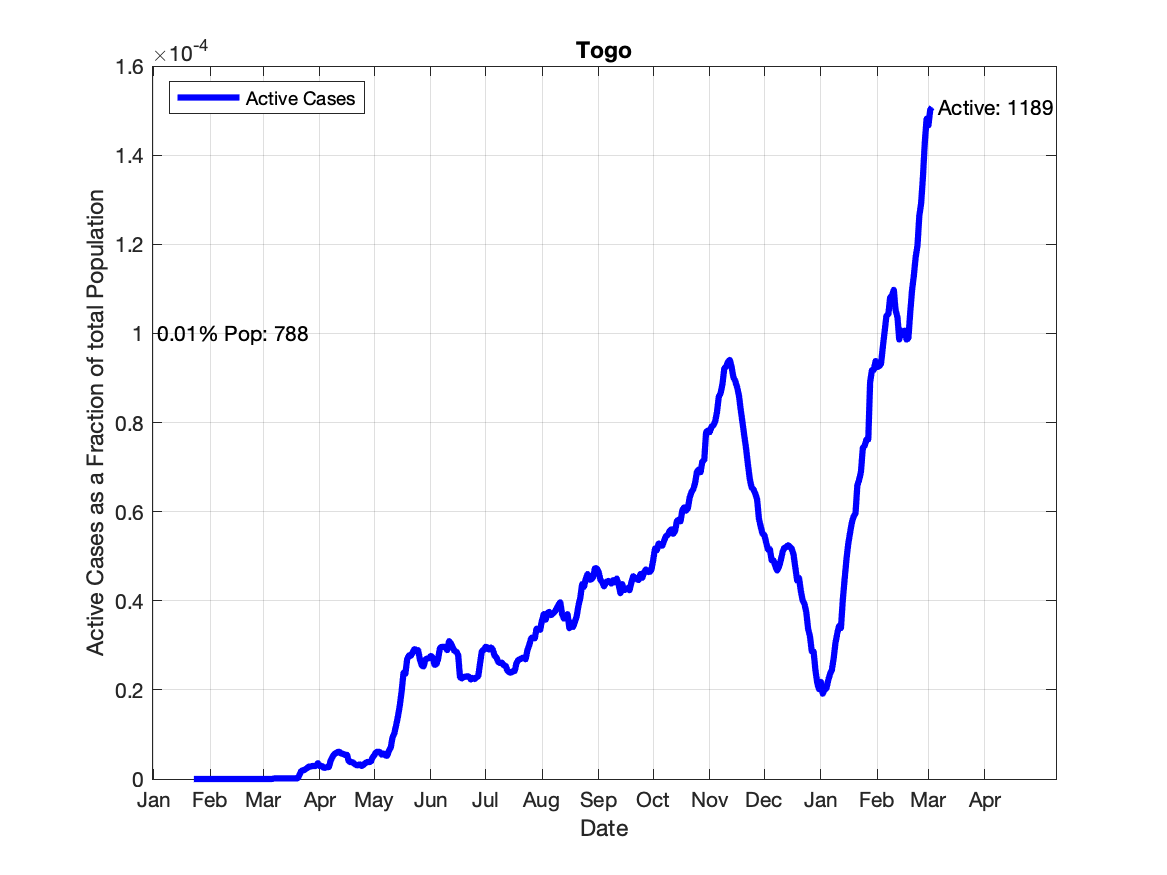 Togo
×10-4
1.6
1.4
1.2
1
0.8
0.6
0.4
0.2
0
Active Cases
Active: 1189
0.01% Pop: 788
Active Cases as a Fraction of total Population
Jan Feb Mar Apr May Jun Jul Aug Sep Oct Nov Dec Jan Feb Mar Apr
Date